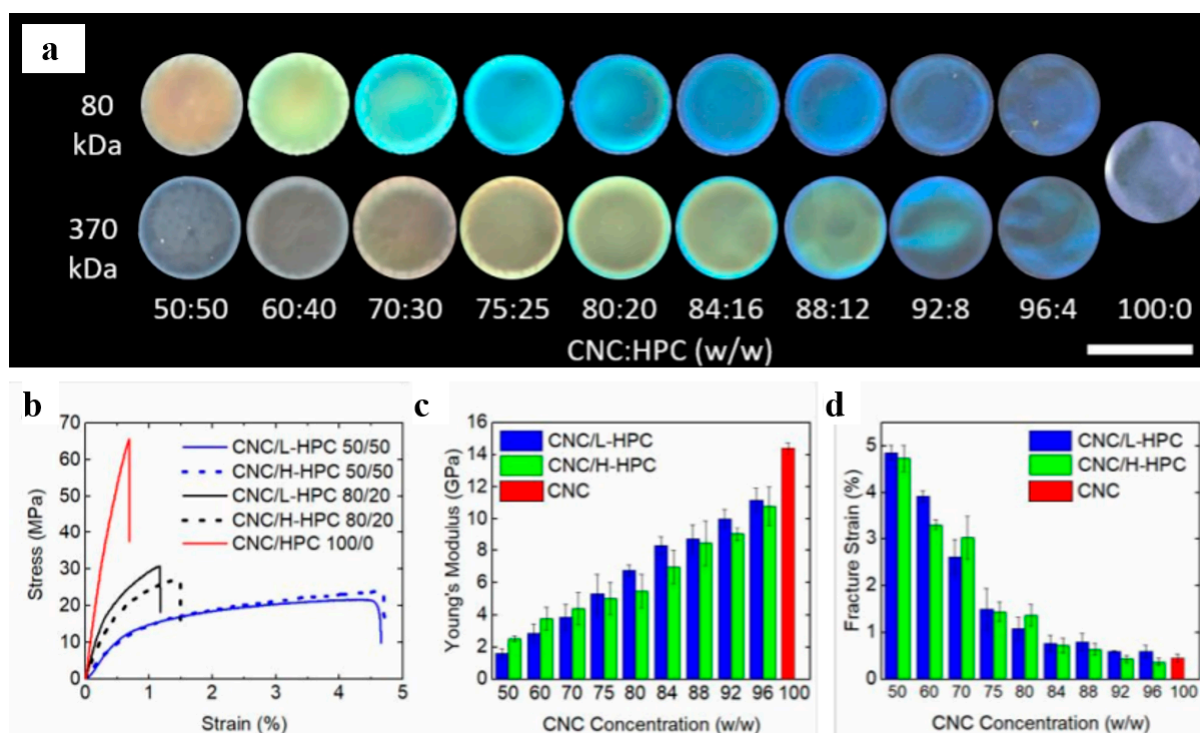 a
80
kDa
370
kDa
50:50 60:40 70:30 75:25 80:20 84:16 88:12 92:8 96:4 100:0
CNC:HPC (w/w)
b
70
60
50
40
30
20
10
0
Stress (MPa)
CNC/L-HPC 50/50
CNC/H-HPC 50/50
CNC/L-HPC 80/20
CNC/H-HPC 80/20
CNC/HPC 100/0
0 1 2 3 4 5
Strain (%)
c
16
14
12
10
8
6
4
2
0
Young's Modulus (GPa)
CNC/L-HPC
CNC/H-HPC
CNC
50 60 70 75 80 84 88 92 96 100
CNC Concentration (w/w)
d
5
4
3
2
1
0
Fracture Strain (%)
CNC/L-HPC
CNC/H-HPC
CNC
50 60 70 75 80 84 88 92 96 100
CNC Concentration (w/w)